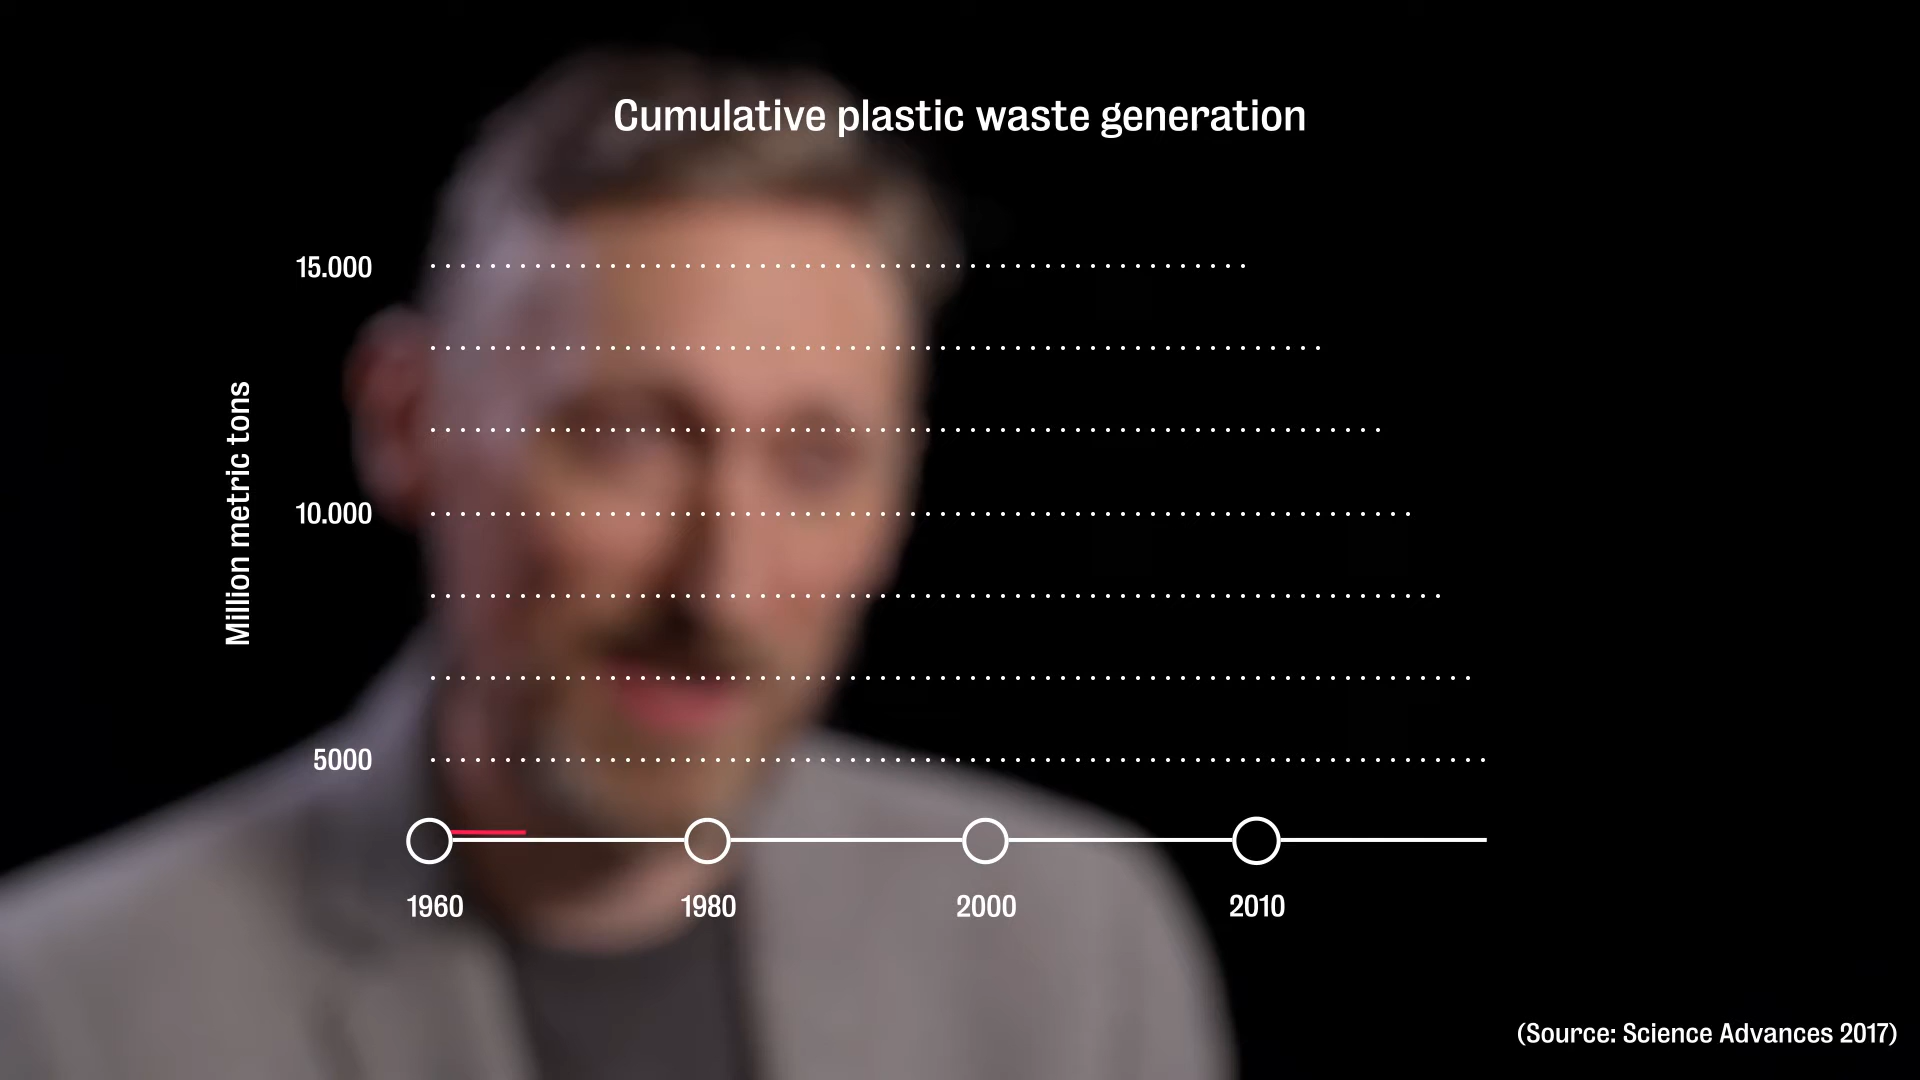 Cumulative plastic waste generation
15.000
10.000
5000
Million metric tons
1960
1980
2000
2010
(Source: Science Advances 2017)